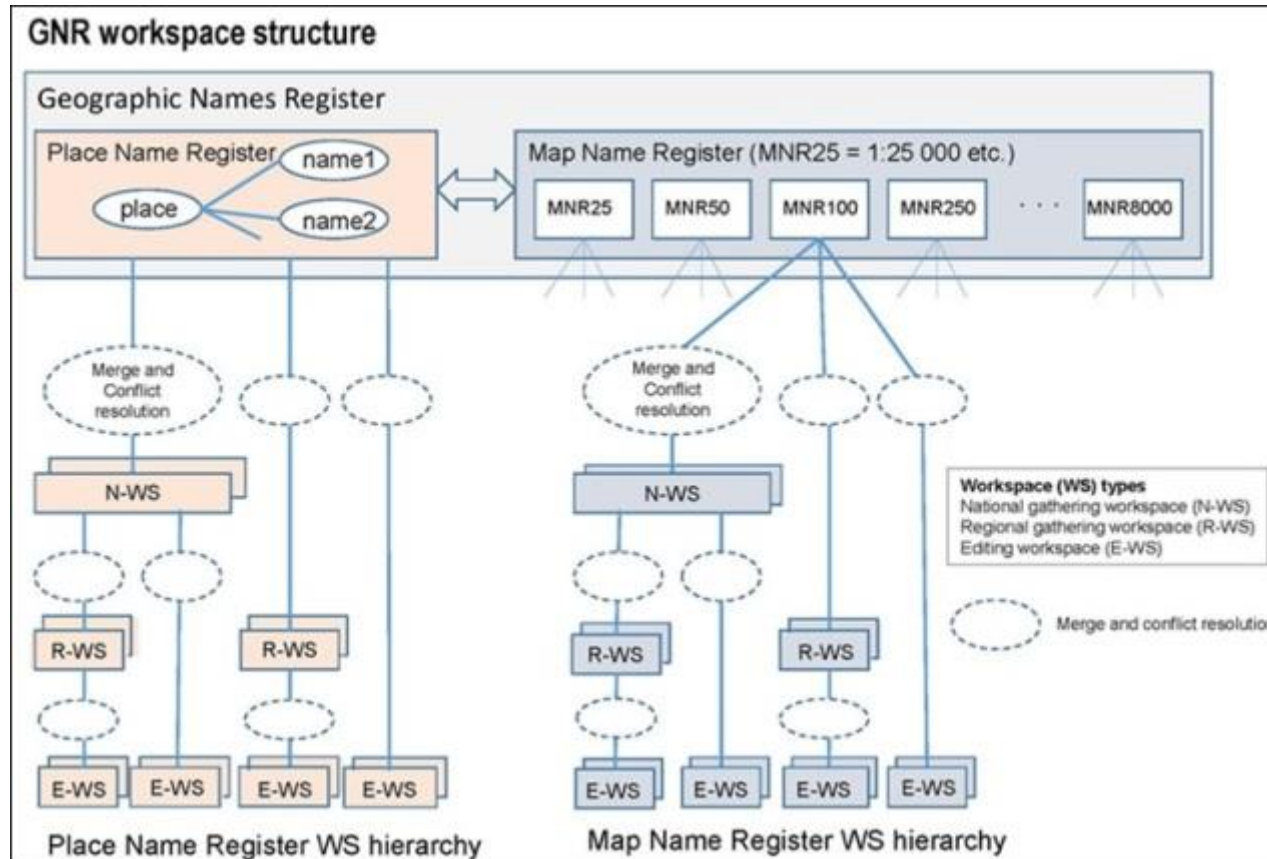 GNR workspace structure
Geographic Names Register
Place Name Register
name1
place
name2
Map Name Register (MNR25 = 1:25 000 etc.)
MNR25
MNR50
MNR100
MNR250
. . .
MNR8000
Merge and
Conflict
resolution
Merge and
Conflict
resolution
N-WS
N-WS
Workspace (WS) types
National gathering workspace (N-WS)
Regional gathering workspace (R-WS)
Editing workspace (E-WS)
Merge and conflict resolution
R-WS
R-WS
R-WS
R-WS
E-WS
E-WS
E-WS
E-WS
E-WS
E-WS
E-WS
E-WS
Place Name Register WS hierarchy
Map Name Register WS hierarchy